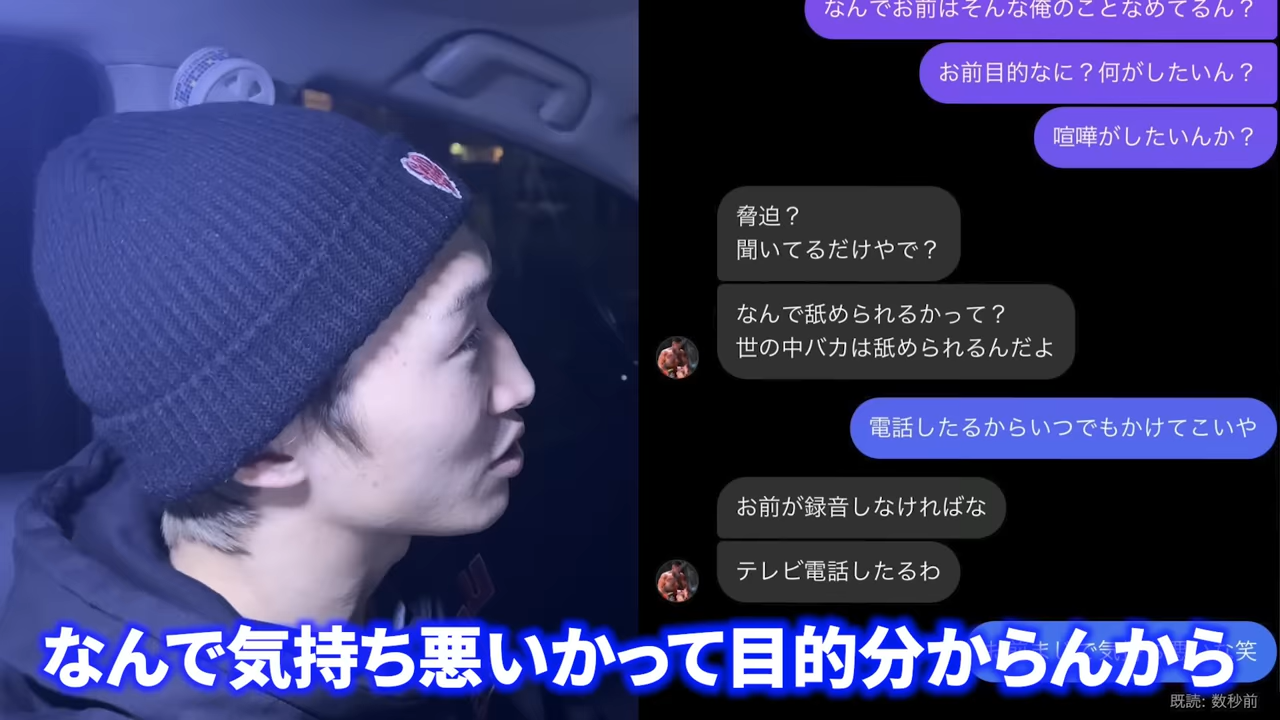 なんでお前はそんな俺のことなめてるん?
お前目的なに?何がしたいん?
喧嘩がしたいんか?
脅迫?
聞いてるだけやで?
なんで舐められるかって?
世の中バカは舐められるんだよ
電話したるからいつでもかけてこいや
お前が録音しなければな
テレビ電話したるわ
なんで気持ち悪いかって目的分からんから
笑
既読: 数秒前